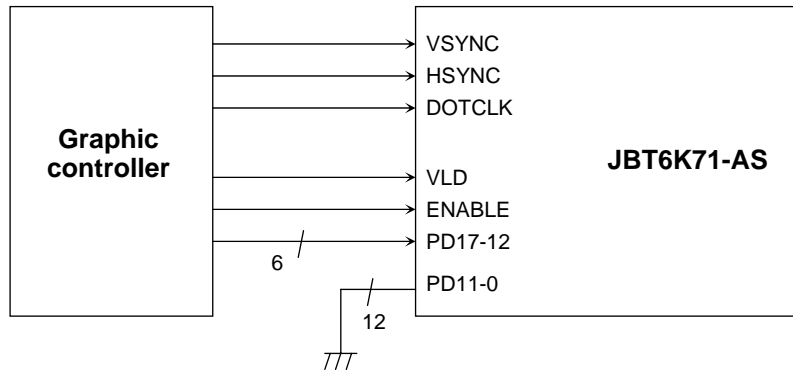 VSYNC
HSYNC
DOTCLK
Graphic
controller
JBT6K71-AS
VLD
ENABLE
PD17-12
6
PD11-0
12